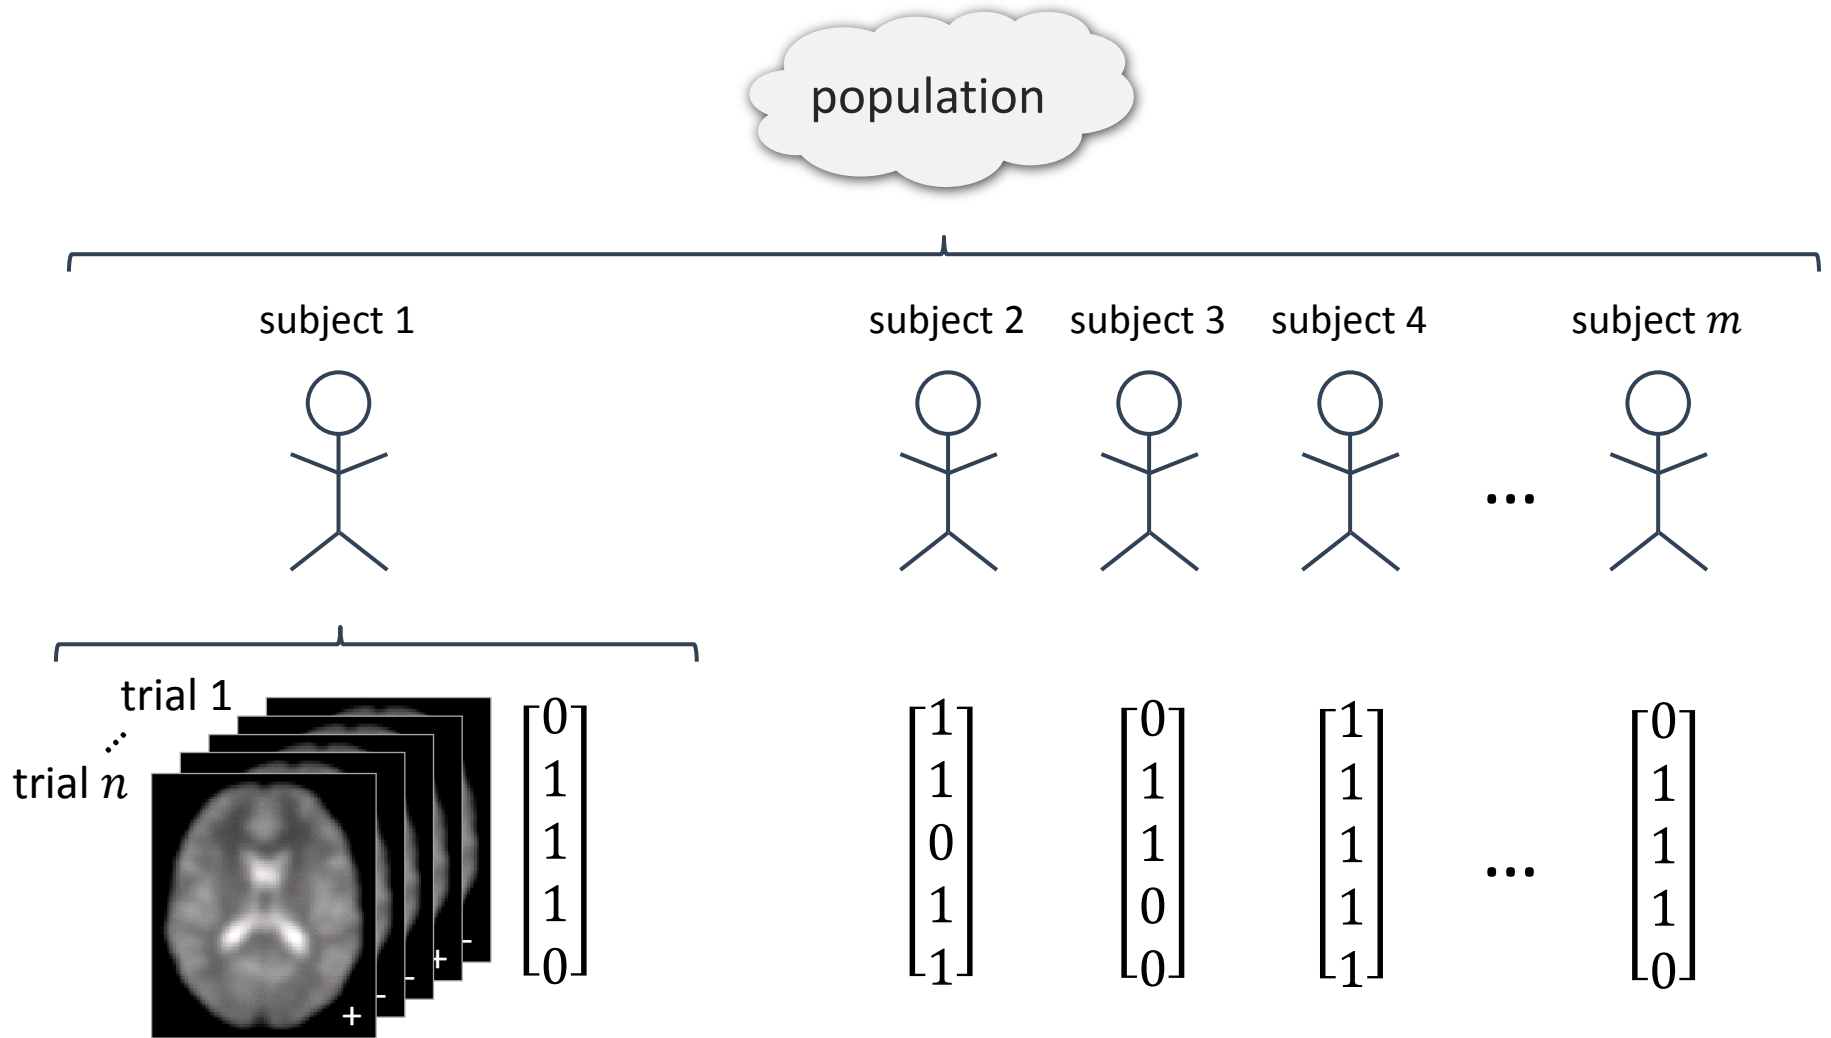 population
subject 1 subject 2 subject 3 subject 4 subject m
...
trial 1
...
trial n
- + - - +
0 1 0 1 0
1 1 1 1 1
1 0 1 1 1
1 1 0 1 1
0 1 0 1 0
...